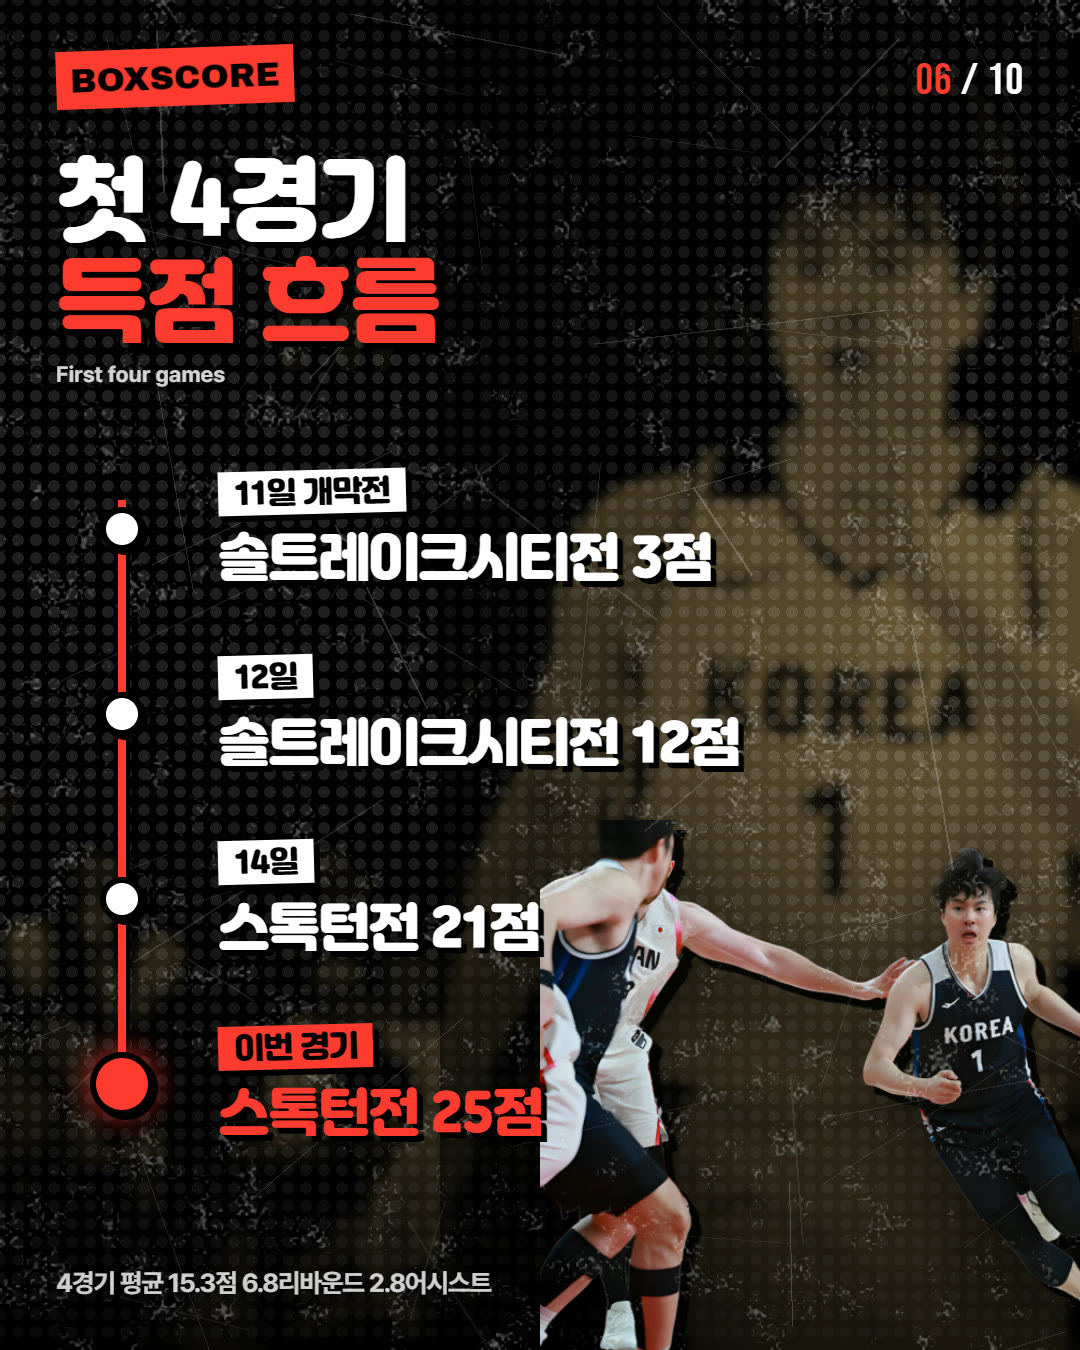 BOXSCORE
06 / 10
첫 4경기
득점 흐름
First four games
11일 개막전
솔트레이크시티전 3점
12일
솔트레이크시티전 12점
14일
스톡턴전 21점
이번 경기
스톡턴전 25점
4경기 평균 15.3점 6.8리바운드 2.8어시스트
KOREA
1
AN
KOREA
1